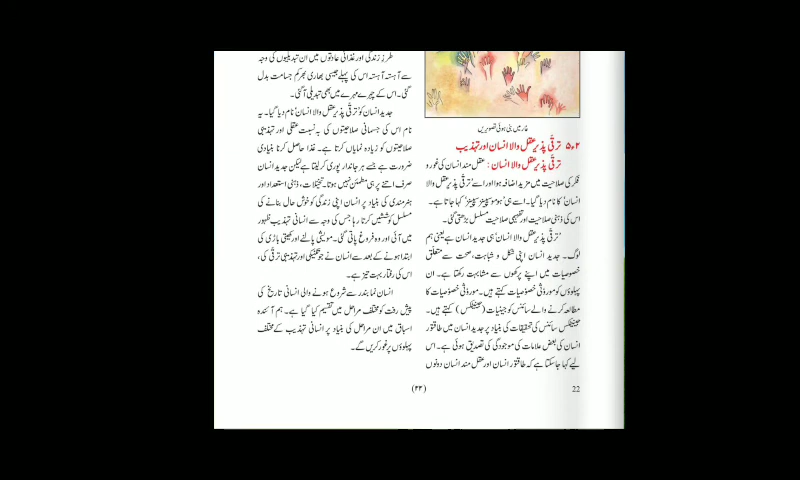 غار میں بنی ہوئی تصویریں
۵ء۲ ترقّی پذیر عقل والا انسان اور تہذیب
ترقّی پذیر عقل والا انسان : عقل مند انسان کی غور و
فکر کی صلاحیت میں مزید اضافہ ہوا اور اسے 'ترقّی پذیر عقل والا
انسان' کا نام دیا گیا۔ اسے ہی 'ہوموسیپینز سیپینز' کہا جاتا ہے۔
اس کی ذہنی صلاحیت اور تفہیمی صلاحیت مسلسل بڑھتی گئی۔
'ترقّی پذیر عقل والا انسان' ہی جدید انسان ہے یعنی ہم
لوگ۔ جدید انسان اپنی شکل و شباہت، صحت سے متعلّق
خصوصیات میں اپنے پرکھوں سے مشابہت رکھتا ہے۔ ان
پہلوؤں کو موروثی خصوصیات کہتے ہیں۔ موروثی خصوصیات کا
مطالعہ کرنے والے سائنس کو جینیات (جینیٹکس) کہتے ہیں۔
جینیٹکس سائنس کی تحقیقات کی بنیاد پر جدید انسان میں طاقتور
انسان کی بعض علامات کی موجودگی کی تصدیق ہوئی ہے۔ اس
لیے کہا جاسکتا ہے کہ طاقتور انسان اور عقل مند انسان دونوں
طرزِ زندگی اور غذائی عادتوں میں ان تبدیلیوں کی وجہ
سے آہستہ آہستہ اس کی پہلے جیسی بھاری بھرکم جسامت بدل
گئی۔ اس کے چہرے مہرے میں بھی تبدیلی آگئی۔
جدید انسان کو 'ترقّی پذیر عقل والا انسان' نام دیا گیا۔ یہ
نام اس کی جسمانی صلاحیتوں کی بہ نسبت عقلی اور تہذیبی
صلاحیتوں کو زیادہ نمایاں کرتا ہے۔ غذا حاصل کرنا بنیادی
ضرورت ہے جسے ہر جاندار پوری کرلیتا ہے لیکن جدید انسان
صرف اتنے پر ہی مطمئن نہیں ہوتا۔ تخیّلات، ذہنی استعداد اور
ہنرمندی کی بنیاد پر انسان اپنی زندگی کو خوش حال بنانے کی
مسلسل کوششیں کرتا رہا جس کی وجہ سے انسانی تہذیب ظہور
میں آئی اور وہ فروغ پاتی گئی۔ مویشی پالنے اور کھیتی باڑی کی
ابتدا ہونے کے بعد سے انسان نے جو تکنیکی اور تہذیبی ترقّی کی،
اس کی رفتار بہت تیز ہے۔
انسان نما بندر سے شروع ہونے والی انسانی تاریخ کی
پیش رفت کو مختلف مراحل میں تقسیم کیا گیا ہے۔ ہم آئندہ
اسباق میں ان مراحل کی بنیاد پر انسانی تہذیب کے مختلف
پہلوؤں پر غور کریں گے۔
(۲۲)
22